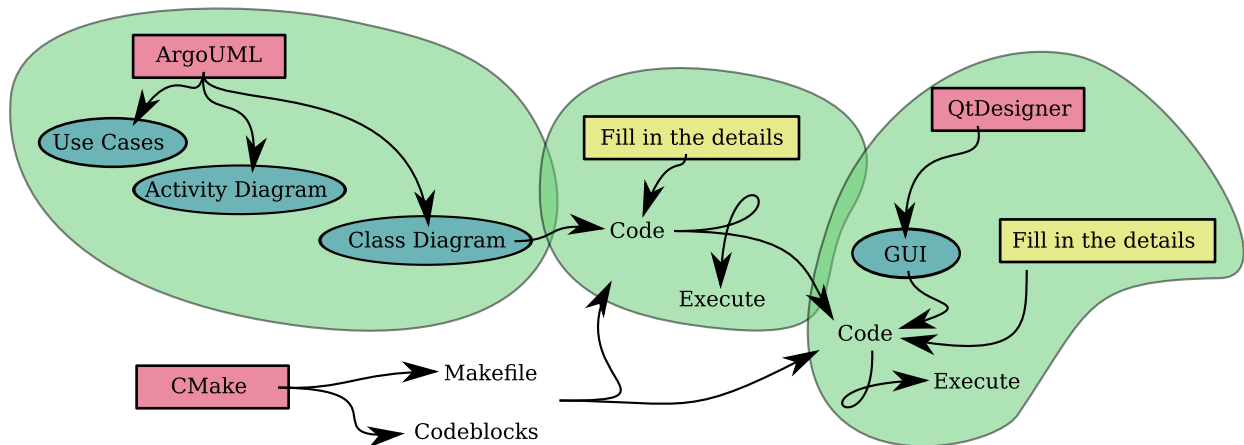 ArgoUML
Use Cases
Activity Diagram
Class Diagram
Fill in the details
Code
Execute
QtDesigner
GUI
Fill in the details
Code
Execute
CMake
Makefile
Codeblocks